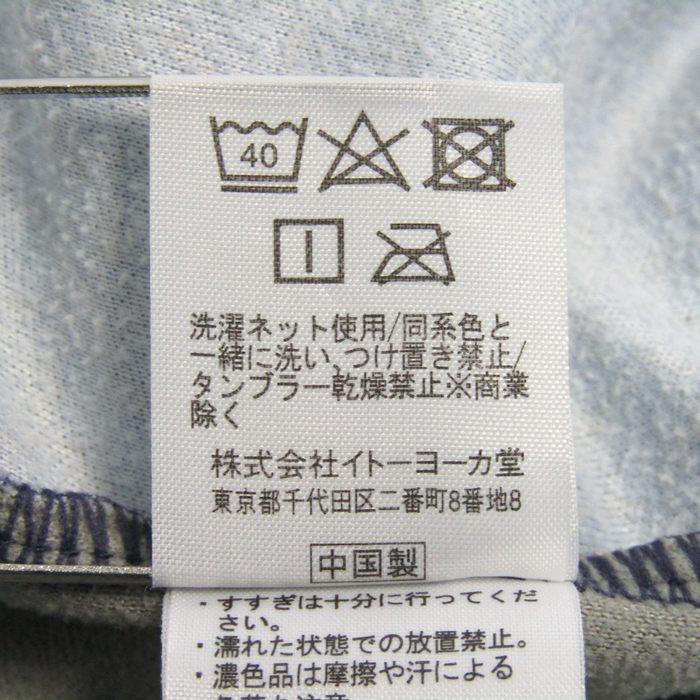 40
洗濯ネット使用/同系色と
一緒に洗い、つけ置き禁止/
タンブラー乾燥禁止※商業
除く
株式会社イトーヨーカ堂
東京都千代田区二番町8番地8
中国製
・すすぎは十分に行ってくだ
さい。
・濡れた状態での放置禁止。
・濃色品は摩擦や汗による